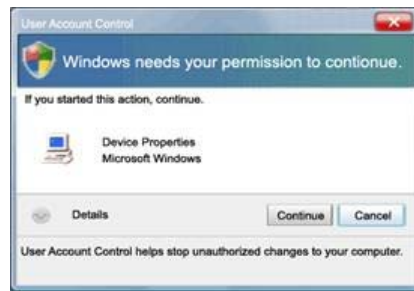 User Account Control
Windows needs your permission to contionue.
If you started this action, continue.
Device Properties
Microsoft Windows
Details
Continue
Cancel
User Account Control helps stop unauthorized changes to your computer.